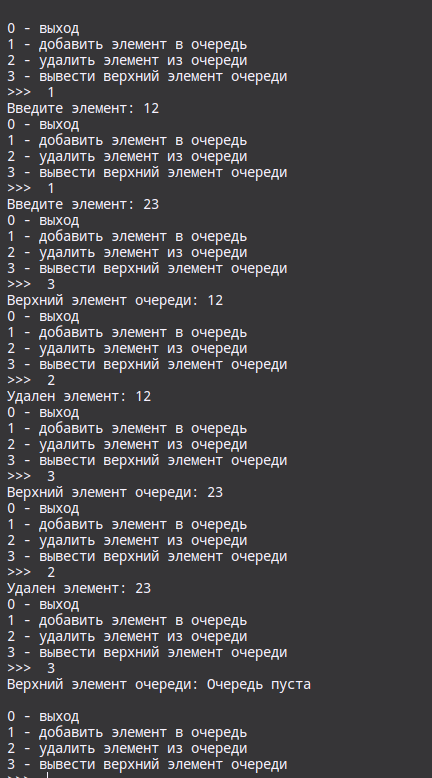 0 - выход
1 - добавить элемент в очередь
2 - удалить элемент из очереди
3 - вывести верхний элемент очереди
>>>  1
Введите элемент: 12
0 - выход
1 - добавить элемент в очередь
2 - удалить элемент из очереди
3 - вывести верхний элемент очереди
>>>  1
Введите элемент: 23
0 - выход
1 - добавить элемент в очередь
2 - удалить элемент из очереди
3 - вывести верхний элемент очереди
>>>  3
Верхний элемент очереди: 12
0 - выход
1 - добавить элемент в очередь
2 - удалить элемент из очереди
3 - вывести верхний элемент очереди
>>>  2
Удален элемент: 12
0 - выход
1 - добавить элемент в очередь
2 - удалить элемент из очереди
3 - вывести верхний элемент очереди
>>>  3
Верхний элемент очереди: 23
0 - выход
1 - добавить элемент в очередь
2 - удалить элемент из очереди
3 - вывести верхний элемент очереди
>>>  2
Удален элемент: 23
0 - выход
1 - добавить элемент в очередь
2 - удалить элемент из очереди
3 - вывести верхний элемент очереди
>>>  3
Верхний элемент очереди: Очередь пуста
0 - выход
1 - добавить элемент в очередь
2 - удалить элемент из очереди
3 - вывести верхний элемент очереди
>>>